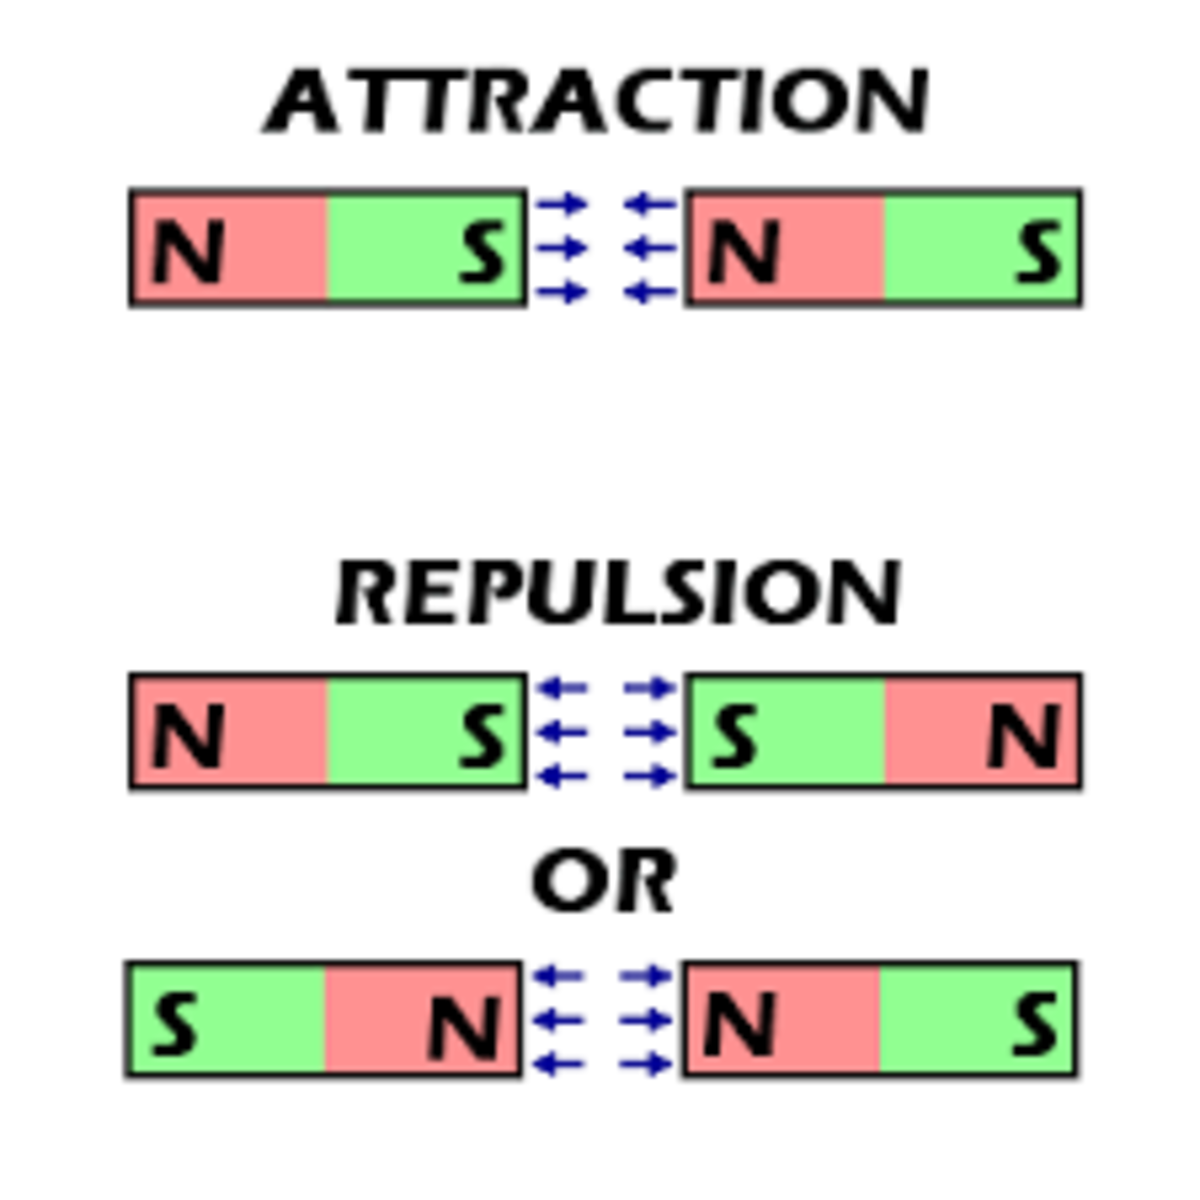 ATTRACTION
N S N S
REPULSION
N S S N
OR
S N N S